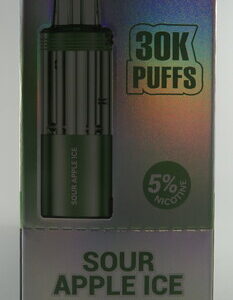 30K
PUFFS
SOUR APPLE ICE
5%
NICOTINE
SOUR
APPLE ICE